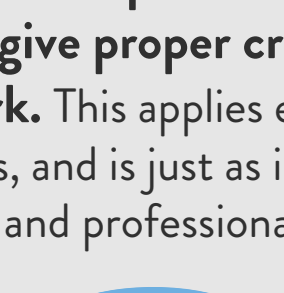 give proper cr
rk. This applies e
s, and is just as i
and professiona